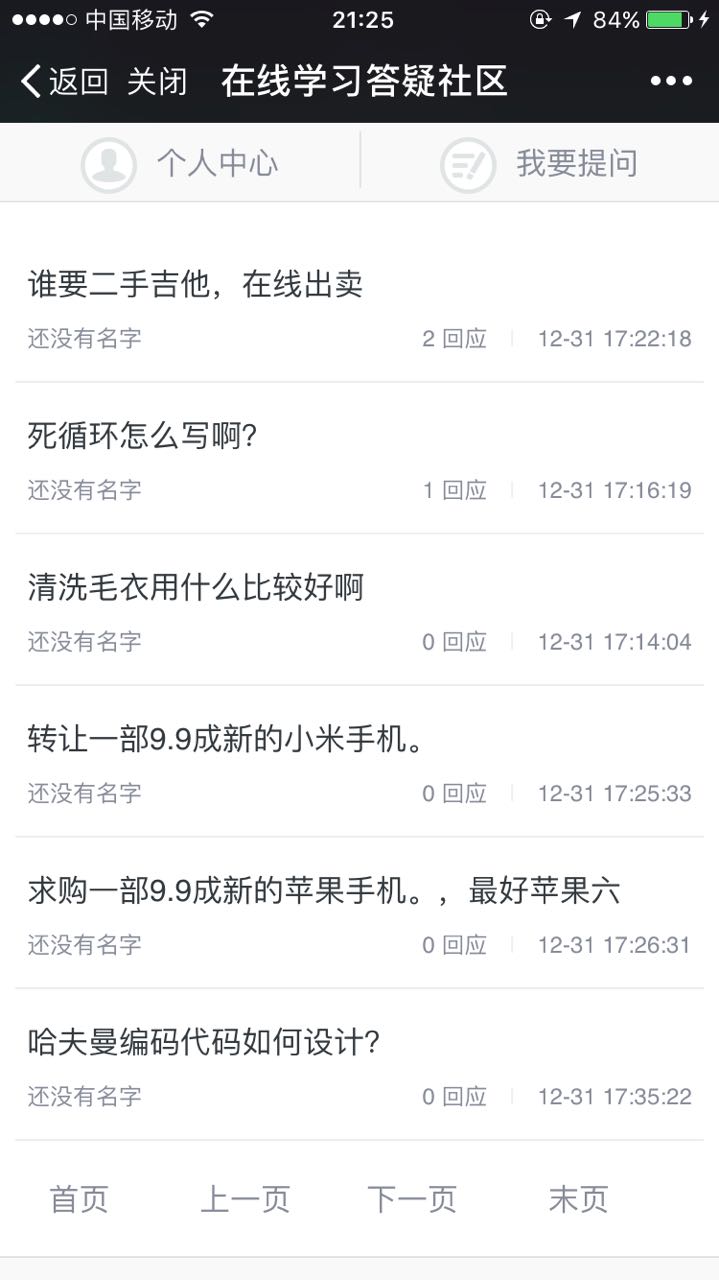 中国移动 21:25 84%
返回 关闭 在线学习答疑社区
个人中心 我要提问
谁要二手吉他，在线出卖
还没有名字 2 回应 12-31 17:22:18
死循环怎么写啊？
还没有名字 1 回应 12-31 17:16:19
清洗毛衣用什么比较好啊
还没有名字 0 回应 12-31 17:14:04
转让一部9.9成新的小米手机。
还没有名字 0 回应 12-31 17:25:33
求购一部9.9成新的苹果手机。，最好苹果六
还没有名字 0 回应 12-31 17:26:31
哈夫曼编码代码如何设计？
还没有名字 0 回应 12-31 17:35:22
首页 上一页 下一页 末页